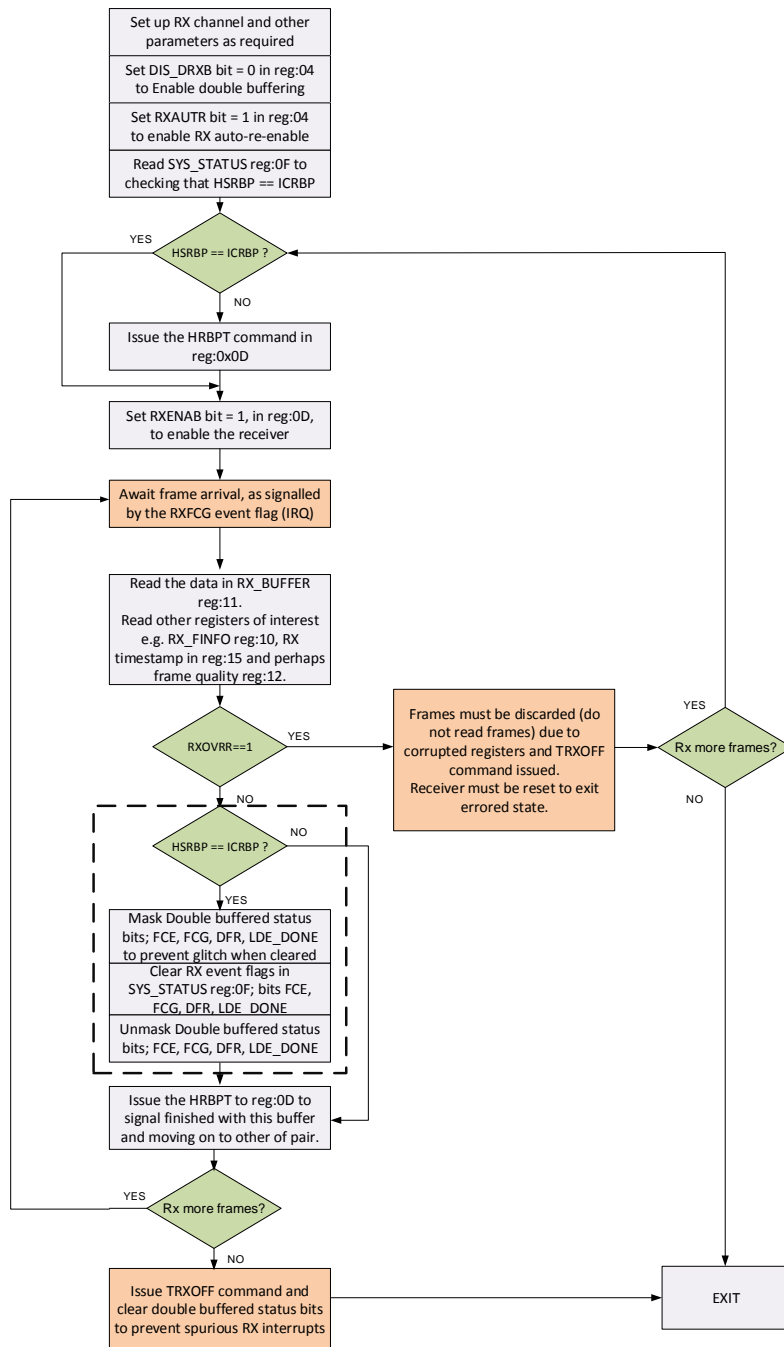 Set up RX channel and other
parameters as required
Set DIS_DRXB bit = 0 in reg:04
to Enable double buffering
Set RXAUTR bit = 1 in reg:04
to enable RX auto-re-enable
Read SYS_STATUS reg:0F to
checking that HSRBP == ICRBP
YES
HSRBP == ICRBP ?
NO
Issue the HRBPT command in
reg:0x0D
Set RXENAB bit = 1, in reg:0D,
to enable the receiver
Await frame arrival, as signalled
by the RXFCG event flag (IRQ)
Read the data in RX_BUFFER
reg:11.
Read other registers of interest
e.g. RX_FINFO reg:10, RX
timestamp in reg:15 and perhaps
frame quality reg:12.
RXOVRR==1
YES
Frames must be discarded (do
not read frames) due to
corrupted registers and TRXOFF
command issued.
Receiver must be reset to exit
errored state.
YES
Rx more frames?
NO
NO
HSRBP == ICRBP ?
NO
YES
Mask Double buffered status
bits; FCE, FCG, DFR, LDE_DONE
to prevent glitch when cleared
Clear RX event flags in
SYS_STATUS reg:0F; bits FCE,
FCG, DFR, LDE_DONE
Unmask Double buffered status
bits; FCE, FCG, DFR, LDE_DONE
Issue the HRBPT to reg:0D to
signal finished with this buffer
and moving on to other of pair.
YES
Rx more frames?
NO
Issue TRXOFF command and
clear double buffered status bits
to prevent spurious RX interrupts
EXIT